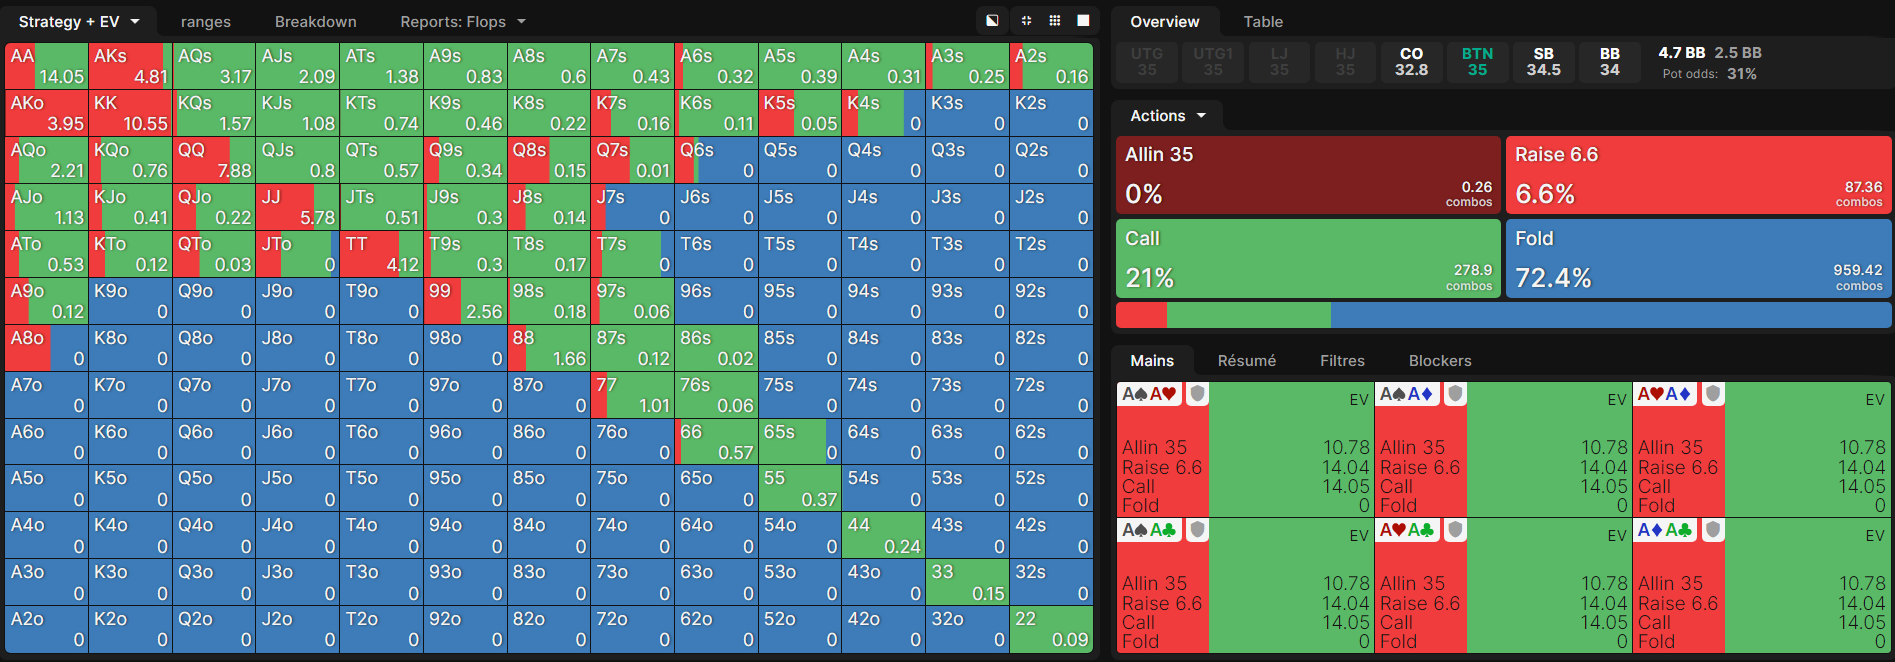 Strategy + EV ranges Breakdown Reports: Flops
AA AKs AQs AJs ATs A9s A8s A7s A6s A5s A4s A3s A2s
14.05 4.81 3.17 2.09 1.38 0.83 0.6 0.43 0.32 0.39 0.31 0.25 0.16
AKo KK KQs KJs KTs K9s K8s K7s K6s K5s K4s K3s K2s
3.95 10.55 1.57 1.08 0.74 0.46 0.22 0.16 0.11 0.05 0 0 0
AQo KQo QQ QJs QTs Q9s Q8s Q7s Q6s Q5s Q4s Q3s Q2s
2.21 0.76 7.88 0.8 0.57 0.34 0.15 0.01 0 0 0 0 0
AJo KJo QJo JJ JTs J9s J8s J7s J6s J5s J4s J3s J2s
1.13 0.41 0.22 5.78 0.51 0.3 0.14 0 0 0 0 0 0
ATo KTo QTo JTo TT T9s T8s T7s T6s T5s T4s T3s T2s
0.53 0.12 0.03 0 4.12 0.3 0.17 0 0 0 0 0 0
A9o K9o Q9o J9o T9o 99 98s 97s 96s 95s 94s 93s 92s
0.12 0 0 0 0 2.56 0.18 0.06 0 0 0 0 0
A8o K8o Q8o J8o T8o 98o 88 87s 86s 85s 84s 83s 82s
0 0 0 0 0 0 1.66 0.12 0.02 0 0 0 0
A7o K7o Q7o J7o T7o 97o 87o 77 76s 75s 74s 73s 72s
0 0 0 0 0 0 0 1.01 0.06 0 0 0 0
A6o K6o Q6o J6o T6o 96o 86o 76o 66 65s 64s 63s 62s
0 0 0 0 0 0 0 0 0.57 0 0 0 0
A5o K5o Q5o J5o T5o 95o 85o 75o 65o 55 54s 53s 52s
0 0 0 0 0 0 0 0 0 0.37 0 0 0
A4o K4o Q4o J4o T4o 94o 84o 74o 64o 54o 44 43s 42s
0 0 0 0 0 0 0 0 0 0 0.24 0 0
A3o K3o Q3o J3o T3o 93o 83o 73o 63o 53o 43o 33 32s
0 0 0 0 0 0 0 0 0 0 0 0.15 0
A2o K2o Q2o J2o T2o 92o 82o 72o 62o 52o 42o 32o 22
0 0 0 0 0 0 0 0 0 0 0 0 0.09
Overview Table
UTG UTG1 LJ HJ CO BTN SB BB 4.7 BB 2.5 BB
35 35 35 35 32.8 35 34.5 34 Pot odds: 31%
Actions
Allin 35 Raise 6.6
0% 0.26 combos 6.6% 87.36 combos
Call Fold
21% 278.9 combos 72.4% 959.42 combos
Mains Résumé Filtres Blockers
A♠A♥ EV A♠A♦ EV A♥A♦ EV
Allin 35 10.78 Allin 35 10.78 Allin 35 10.78
Raise 6.6 14.04 Raise 6.6 14.04 Raise 6.6 14.04
Call 14.05 Call 14.05 Call 14.05
Fold 0 Fold 0 Fold 0
A♠A♣ EV A♥A♣ EV A♦A♣ EV
Allin 35 10.78 Allin 35 10.78 Allin 35 10.78
Raise 6.6 14.04 Raise 6.6 14.04 Raise 6.6 14.04
Call 14.05 Call 14.05 Call 14.05
Fold 0 Fold 0 Fold 0